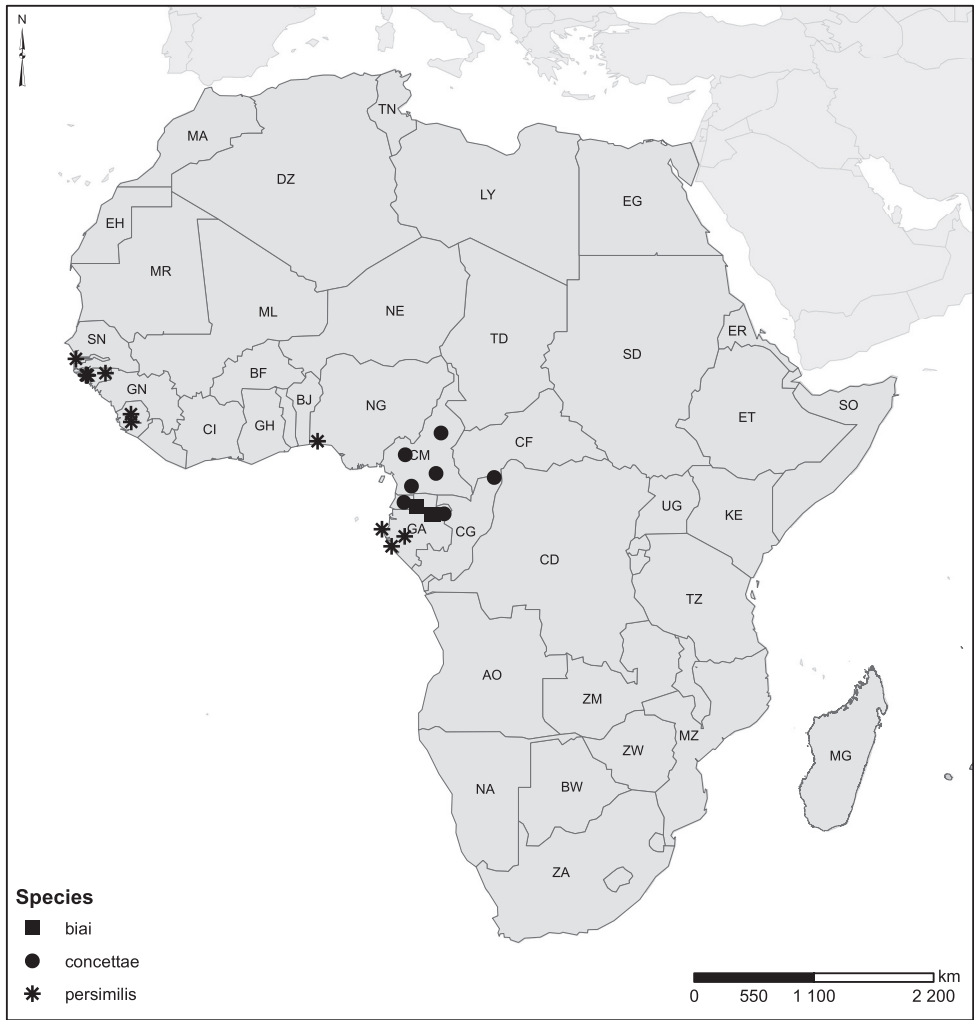 N
TN
MA
DZ
LY
EG
EH
MR
ML
NE
TD
SD
ER
SN
BF
GN
BJ
NG
ET
SO
CI
GH
CM
CF
UG
KE
GA
CG
CD
TZ
AO
ZM
MZ
ZW
MG
NA
BW
ZA
Species
biai
concettae
persimilis
km
0 550 1 100 2 200